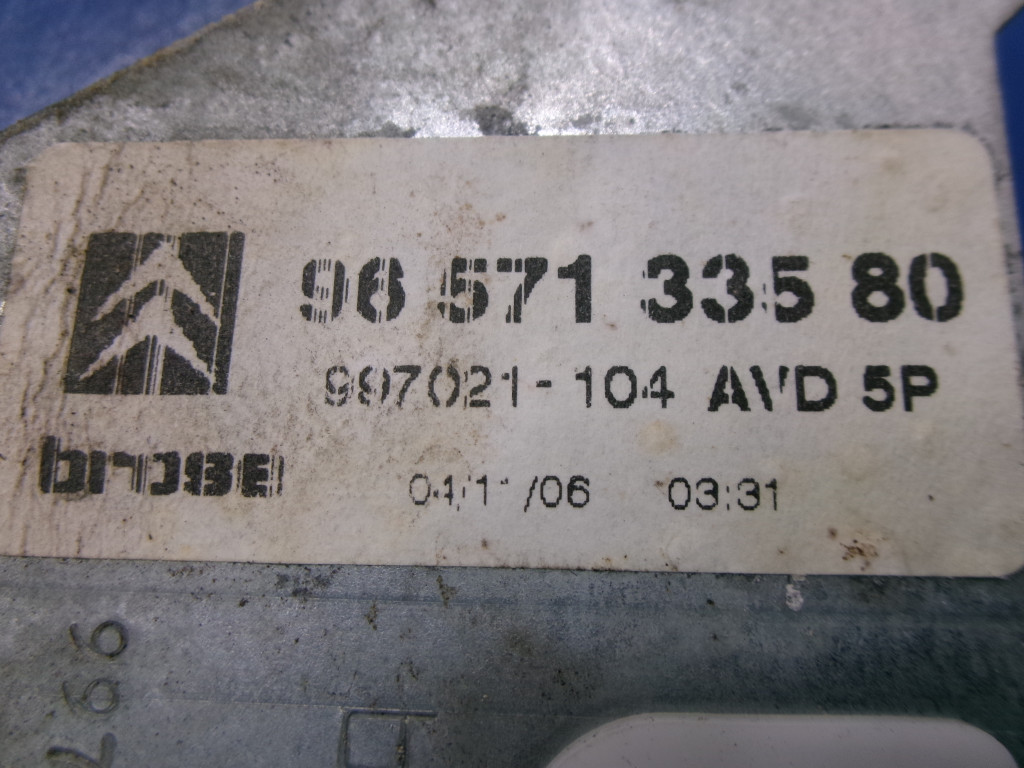 96 571 335 80
997021-104 AVD 5P
brose
04/11/06 03:31